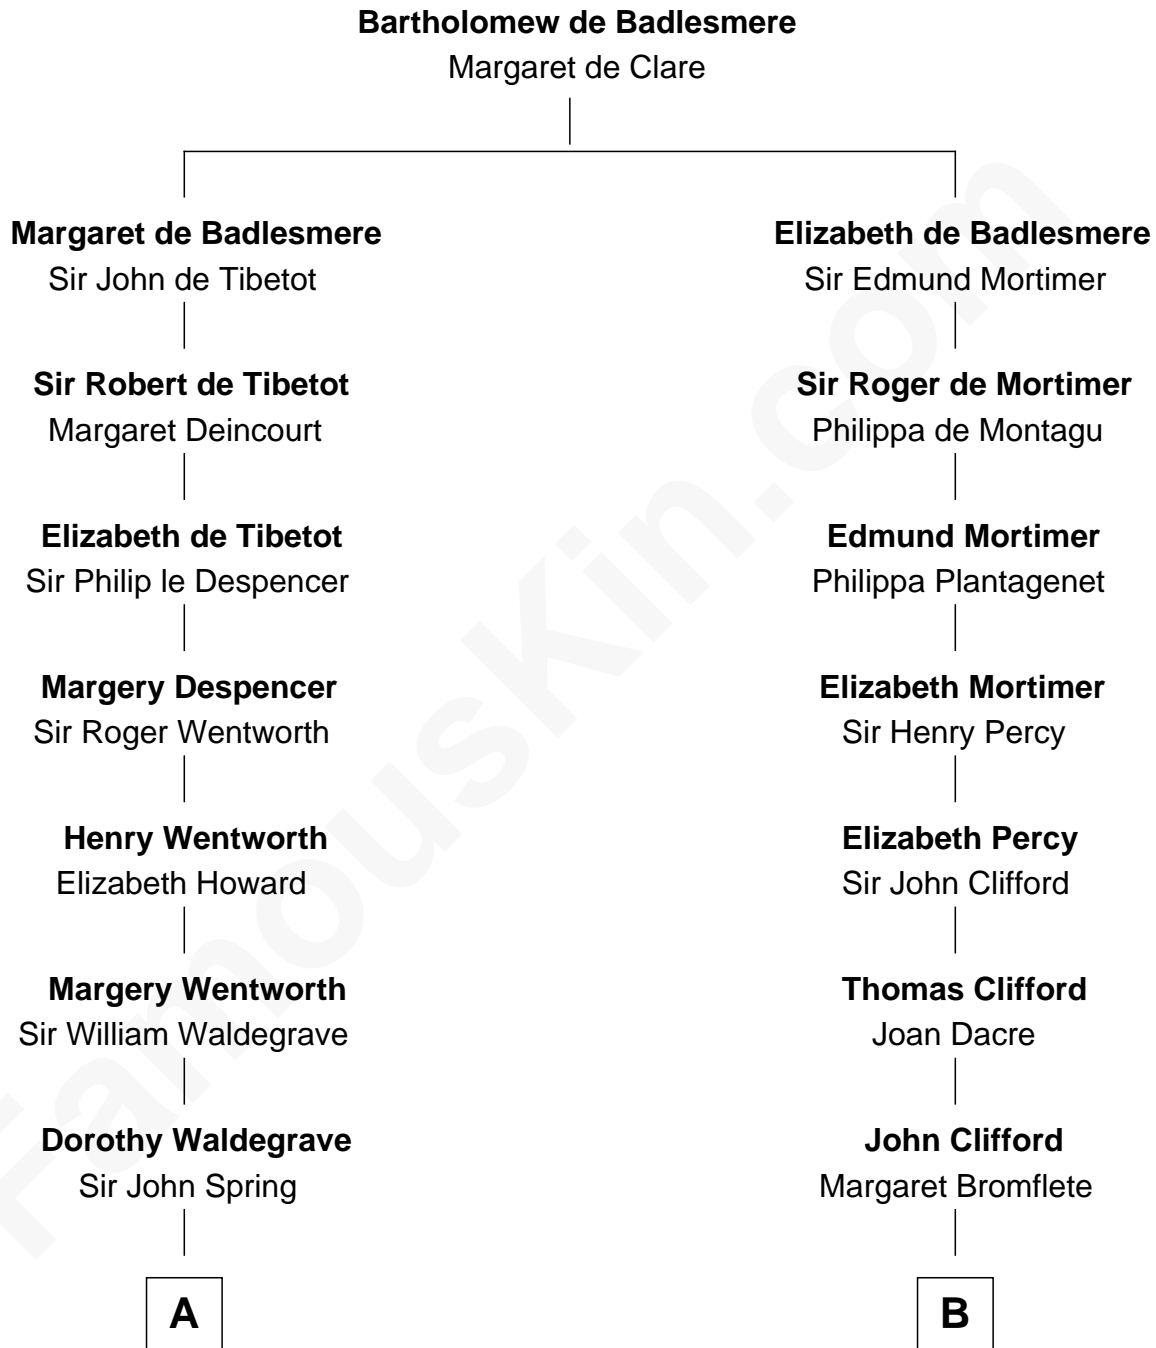 Bartholomew de Badlesmere
Margaret de Clare
Margaret de Badlesmere
Sir John de Tibetot
Elizabeth de Badlesmere
Sir Edmund Mortimer
Sir Robert de Tibetot
Margaret Deincourt
Sir Roger de Mortimer
Philippa de Montagu
Elizabeth de Tibetot
Sir Philip le Despencer
Edmund Mortimer
Philippa Plantagenet
Margery Despencer
Sir Roger Wentworth
Elizabeth Mortimer
Sir Henry Percy
Henry Wentworth
Elizabeth Howard
Elizabeth Percy
Sir John Clifford
Margery Wentworth
Sir William Waldegrave
Thomas Clifford
Joan Dacre
Dorothy Waldegrave
Sir John Spring
John Clifford
Margaret Bromflete
A
B
FamousKin.com